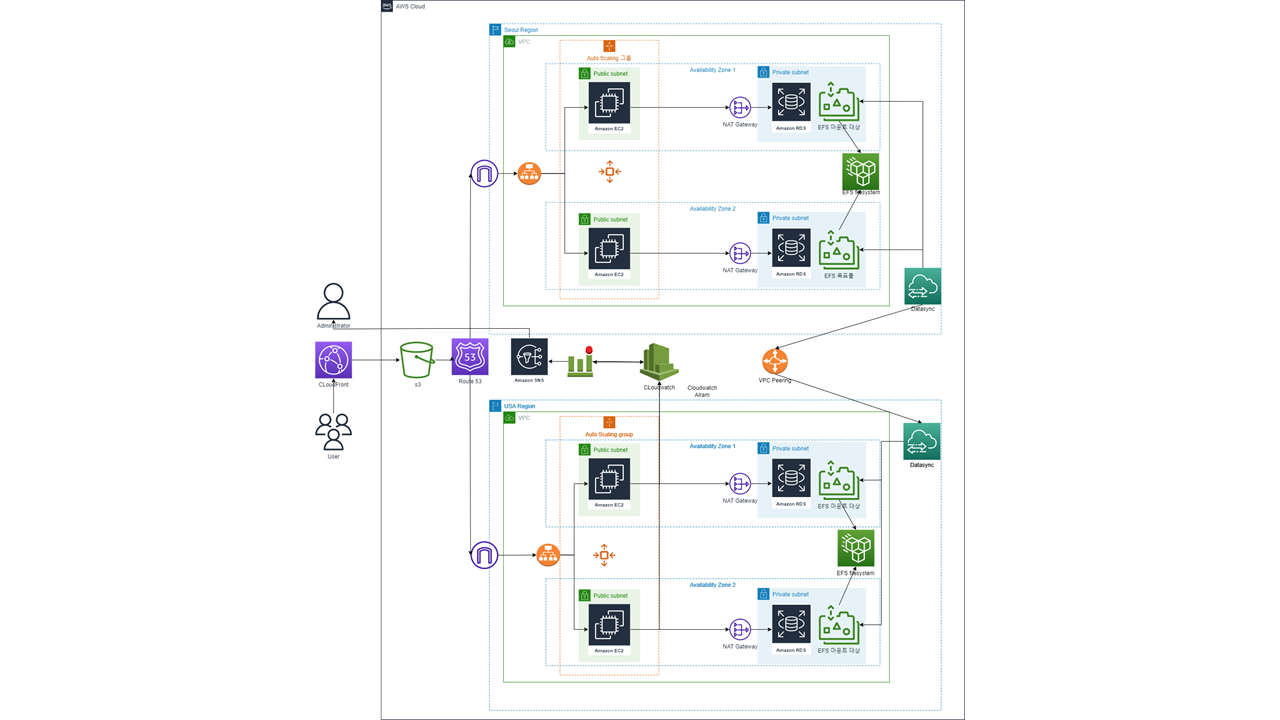 AWS Cloud
Seoul Region
VPC
Auto Scaling 그룹
Availability Zone 1
Public subnet
Amazon EC2
NAT Gateway
Private subnet
Amazon RDS
EFS 마운트 대상
EFS filesystem
Availability Zone 2
Public subnet
Amazon EC2
NAT Gateway
Private subnet
Amazon RDS
EFS 목표물
Datasync
Administrator
CLoudFront
s3
53
Route 53
Amazon SNS
CLoudwatch
Cloudwatch
Alram
VPC Peering
User
USA Region
VPC
Auto Scaling group
Availability Zone 1
Public subnet
Amazon EC2
NAT Gateway
Private subnet
Amazon RDS
EFS 마운트 대상
Datasync
EFS filesystem
Availability Zone 2
Public subnet
Amazon EC2
NAT Gateway
Private subnet
Amazon RDS
EFS 마운트 대상